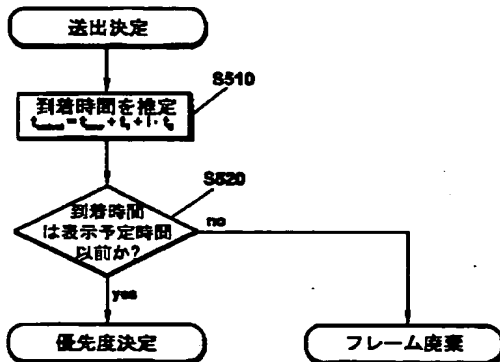 送出決定
S510
到着時間を推定
S520
到着時間
は表示予定時間
以前か?
no
yes
優先度決定
フレーム廃棄